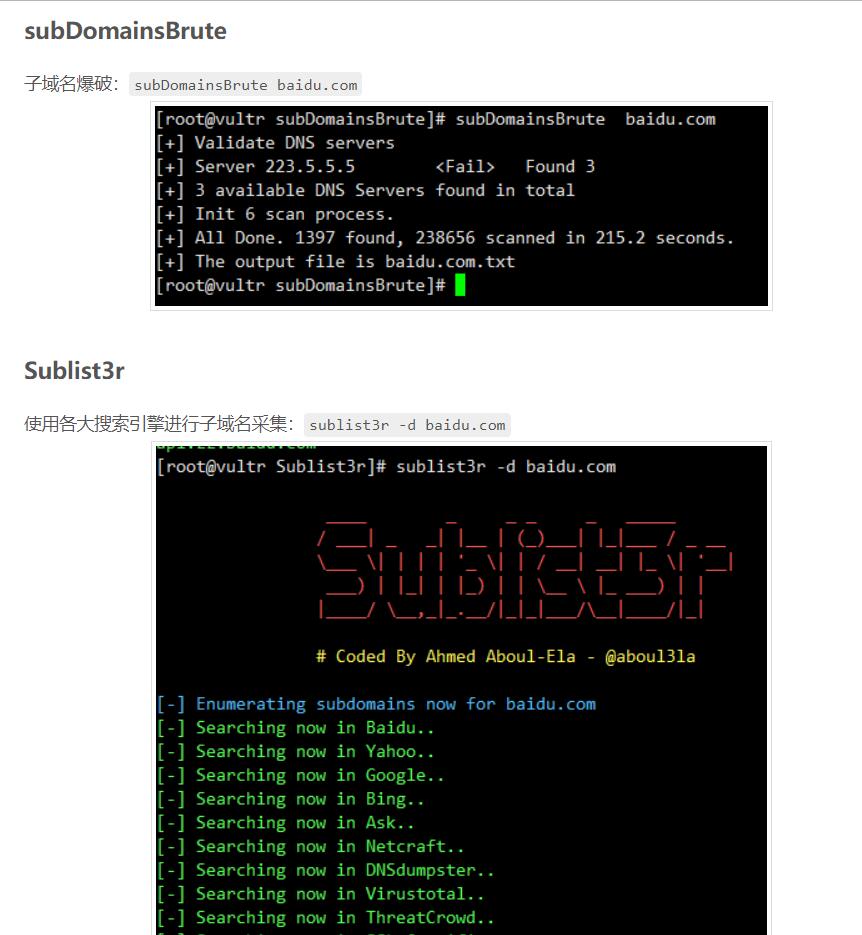 subDomainsBrute
子域名爆破： subDomainsBrute baidu.com
[root@vultr subDomainsBrute]# subDomainsBrute  baidu.com
[+] Validate DNS servers
[+] Server 223.5.5.5        <Fail>   Found 3
[+] 3 available DNS Servers found in total
[+] Init 6 scan process.
[+] All Done. 1397 found, 238656 scanned in 215.2 seconds.
[+] The output file is baidu.com.txt
[root@vultr subDomainsBrute]#
Sublist3r
使用各大搜索引擎进行子域名采集： sublist3r -d baidu.com
[root@vultr Sublist3r]# sublist3r -d baidu.com
Sublist3r
# Coded By Ahmed Aboul-Ela - @aboul3la
[-] Enumerating subdomains now for baidu.com
[-] Searching now in Baidu..
[-] Searching now in Yahoo..
[-] Searching now in Google..
[-] Searching now in Bing..
[-] Searching now in Ask..
[-] Searching now in Netcraft..
[-] Searching now in DNSdumpster..
[-] Searching now in Virustotal..
[-] Searching now in ThreatCrowd..